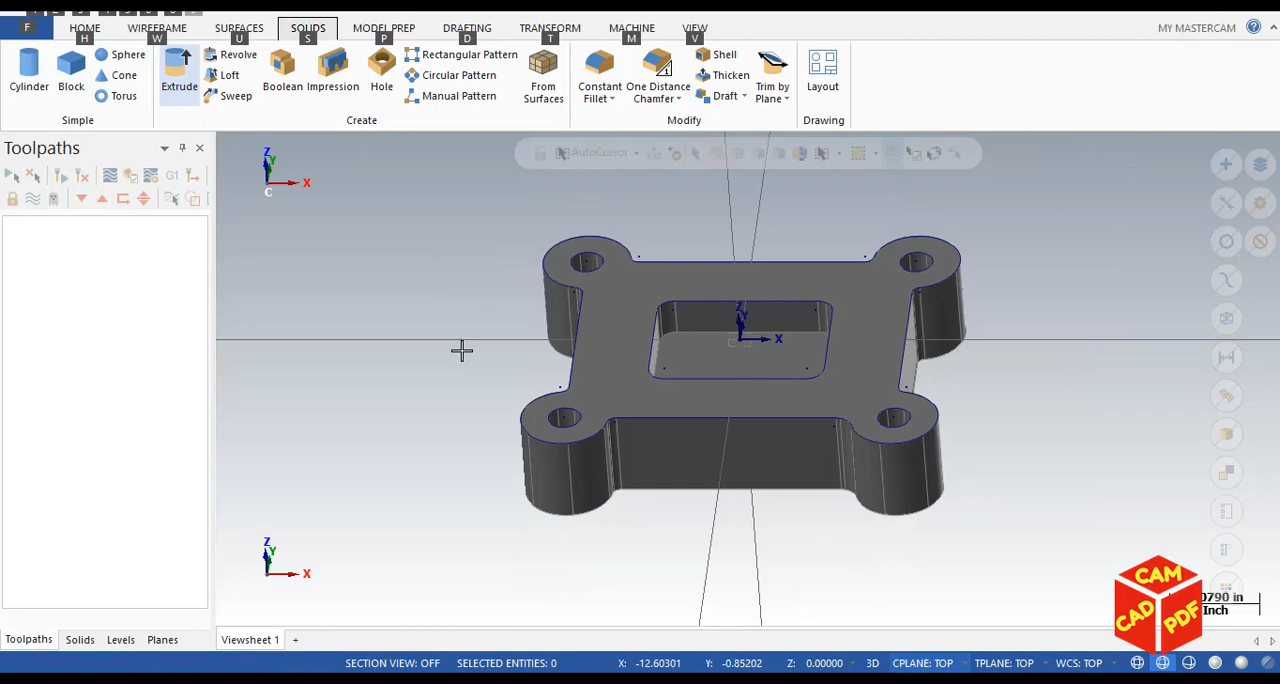 HOME WIREFRAME SURFACES SOLIDS MODEL PREP DRAFTING TRANSFORM MACHINE VIEW MY MASTERCAM ?
F H W U S P D T M V
Cylinder Block Sphere Cone Torus
Simple
Extrude Revolve Loft Sweep Boolean Impression Hole Rectangular Pattern Circular Pattern Manual Pattern From Surfaces
Create
Constant Fillet One Distance Chamfer Shell Thicken Draft Trim by Plane
Modify
Layout
Drawing
Toolpaths
G1
AutoCursor
Z
Y
X
C
Z
Y
X
Z
Y
X
CAM
CAD
PDF
0790 in
Inch
Toolpaths Solids Levels Planes Viewsheet 1 +
SECTION VIEW: OFF SELECTED ENTITIES: 0 X: -12.60301 Y: -0.85202 Z: 0.00000 3D CPLANE: TOP TPLANE: TOP WCS: TOP